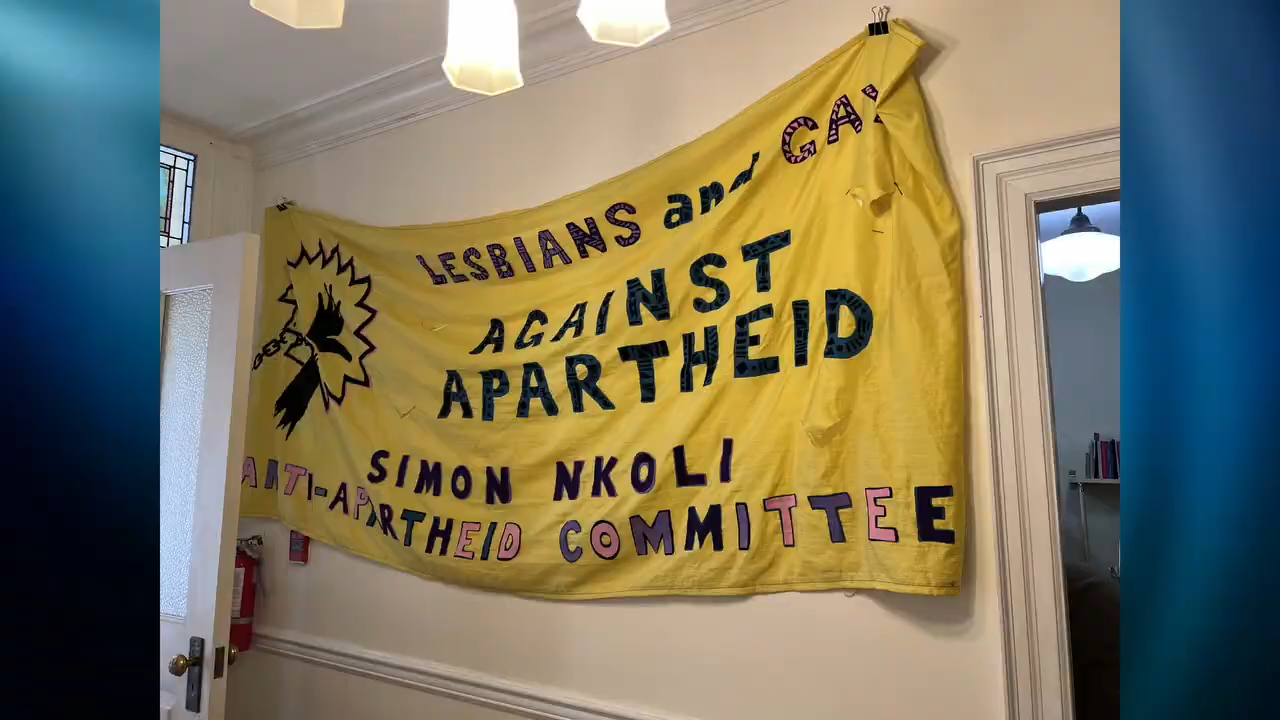 LESBIANS and GAY
AGAINST
APARTHEID
SIMON NKOLI
ANTI-APARTHEID COMMITTEE